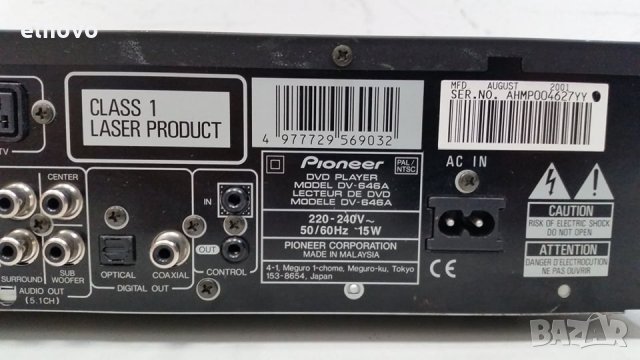 etnovo
CLASS 1
LASER PRODUCT
4 977729 569032
MFD AUGUST 2001
SER.NO. AHMP004627YY
TV
CENTER
SURROUND
SUB
WOOFER
AUDIO OUT
(5.1CH)
OPTICAL
COAXIAL
DIGITAL OUT
IN
OUT
CONTROL
Pioneer
PAL/
NTSC
DVD PLAYER
MODEL DV-646A
LECTEUR DE DVD
MODELE DV-646A
220-240V~
50/60Hz 15W
PIONEER CORPORATION
MADE IN MALAYSIA
4-1, Meguro 1-chome, Meguro-ku, Tokyo
153-8654, Japan
AC IN
CE
CAUTION
RISK OF ELECTRIC SHOCK
DO NOT OPEN
ATTENTION
DANGER D'ELECTROCUTION
NE PAS OUVRIR
BAZAR